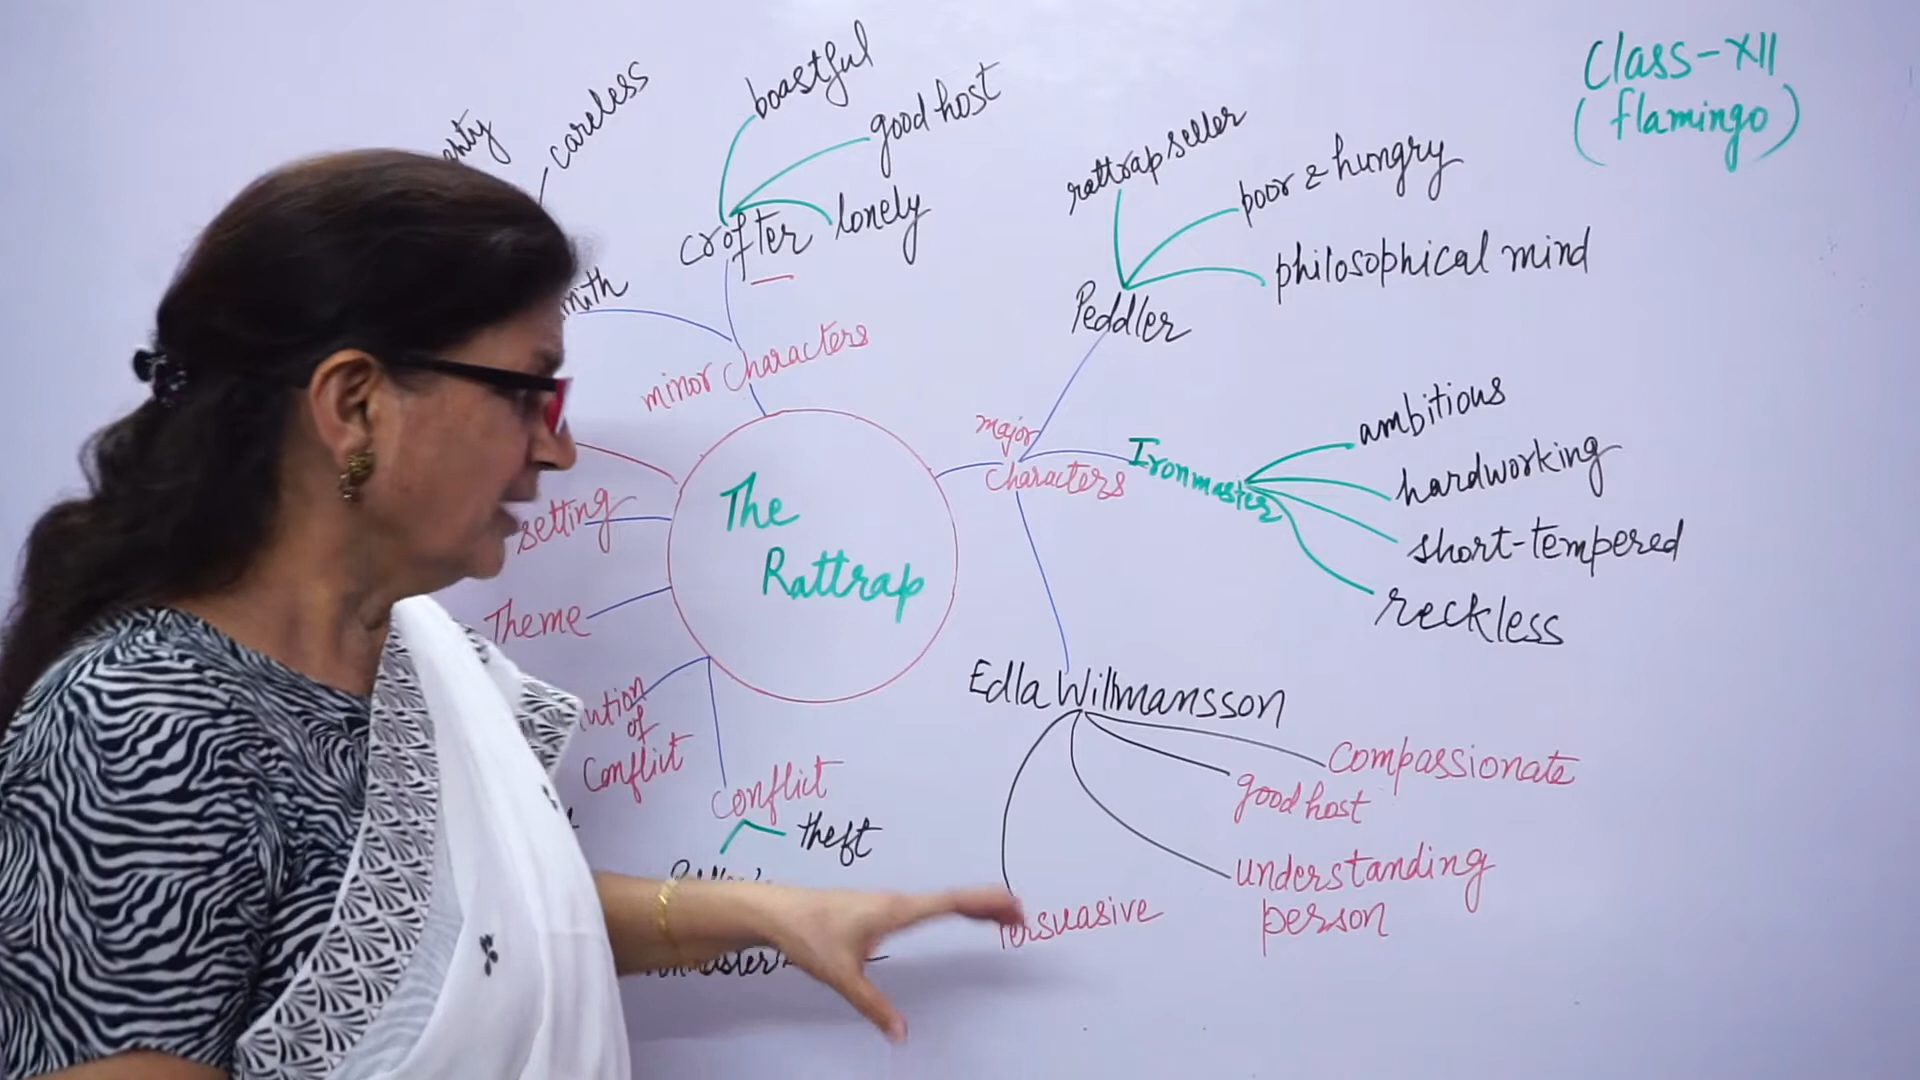 Class-XII
(flamingo)
careless
boastful
good host
lonely
Crofter
minor characters
rattrap seller
poor & hungry
philosophical mind
Peddler
major
characters
Ironmaster
ambitious
hardworking
short-tempered
reckless
The
Rattrap
setting
Theme
of
Conflict
Conflict
theft
Edla Willmansson
Compassionate
good host
understanding
person